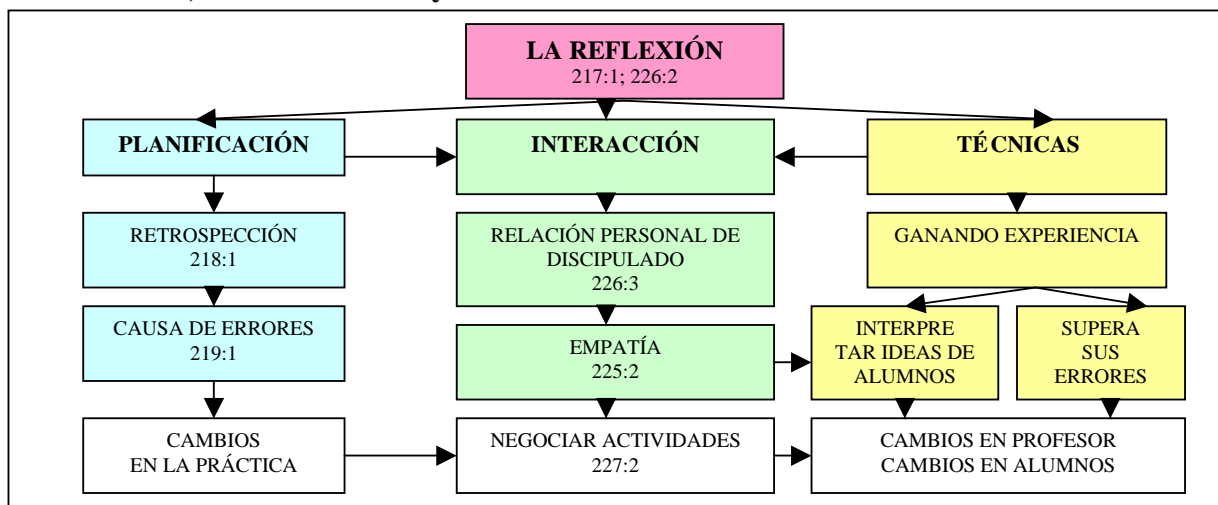 LA REFLEXIÓN
217:1; 226:2
PLANIFICACIÓN
INTERACCIÓN
TÉCNICAS
RETROSPECCIÓN
218:1
RELACIÓN PERSONAL DE
DISCIPULADO
226:3
GANANDO EXPERIENCIA
CAUSA DE ERRORES
219:1
EMPATÍA
225:2
INTERPRE
TAR IDEAS DE
ALUMNOS
SUPERA
SUS
ERRORES
CAMBIOS
EN LA PRÁCTICA
NEGOCIAR ACTIVIDADES
227:2
CAMBIOS EN PROFESOR
CAMBIOS EN ALUMNOS